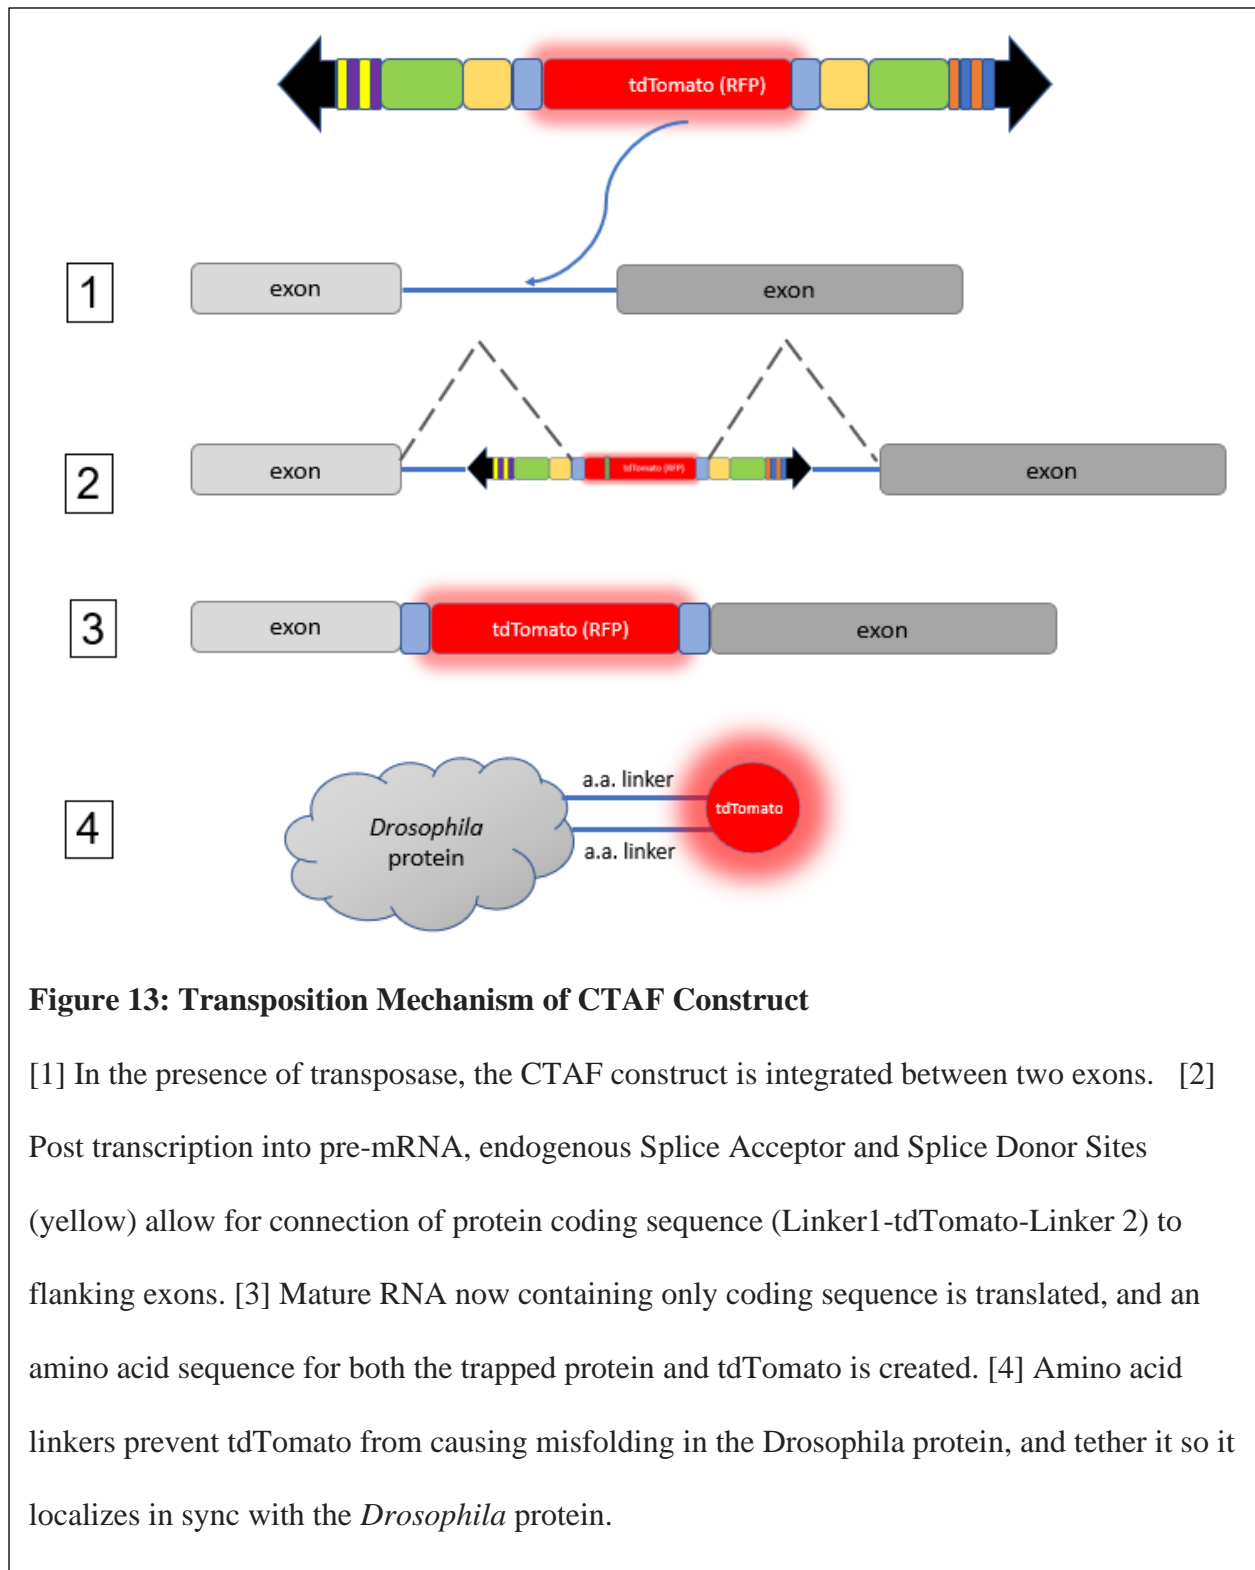 tdTomato (RFP)
1
exon
exon
2
exon
tdTomato (RFP)
exon
3
exon
tdTomato (RFP)
exon
4
Drosophila
protein
a.a. linker
a.a. linker
tdTomato
Figure 13: Transposition Mechanism of CTAF Construct
[1] In the presence of transposase, the CTAF construct is integrated between two exons.   [2]
Post transcription into pre-mRNA, endogenous Splice Acceptor and Splice Donor Sites
(yellow) allow for connection of protein coding sequence (Linker1-tdTomato-Linker 2) to
flanking exons. [3] Mature RNA now containing only coding sequence is translated, and an
amino acid sequence for both the trapped protein and tdTomato is created. [4] Amino acid
linkers prevent tdTomato from causing misfolding in the Drosophila protein, and tether it so it
localizes in sync with the Drosophila protein.